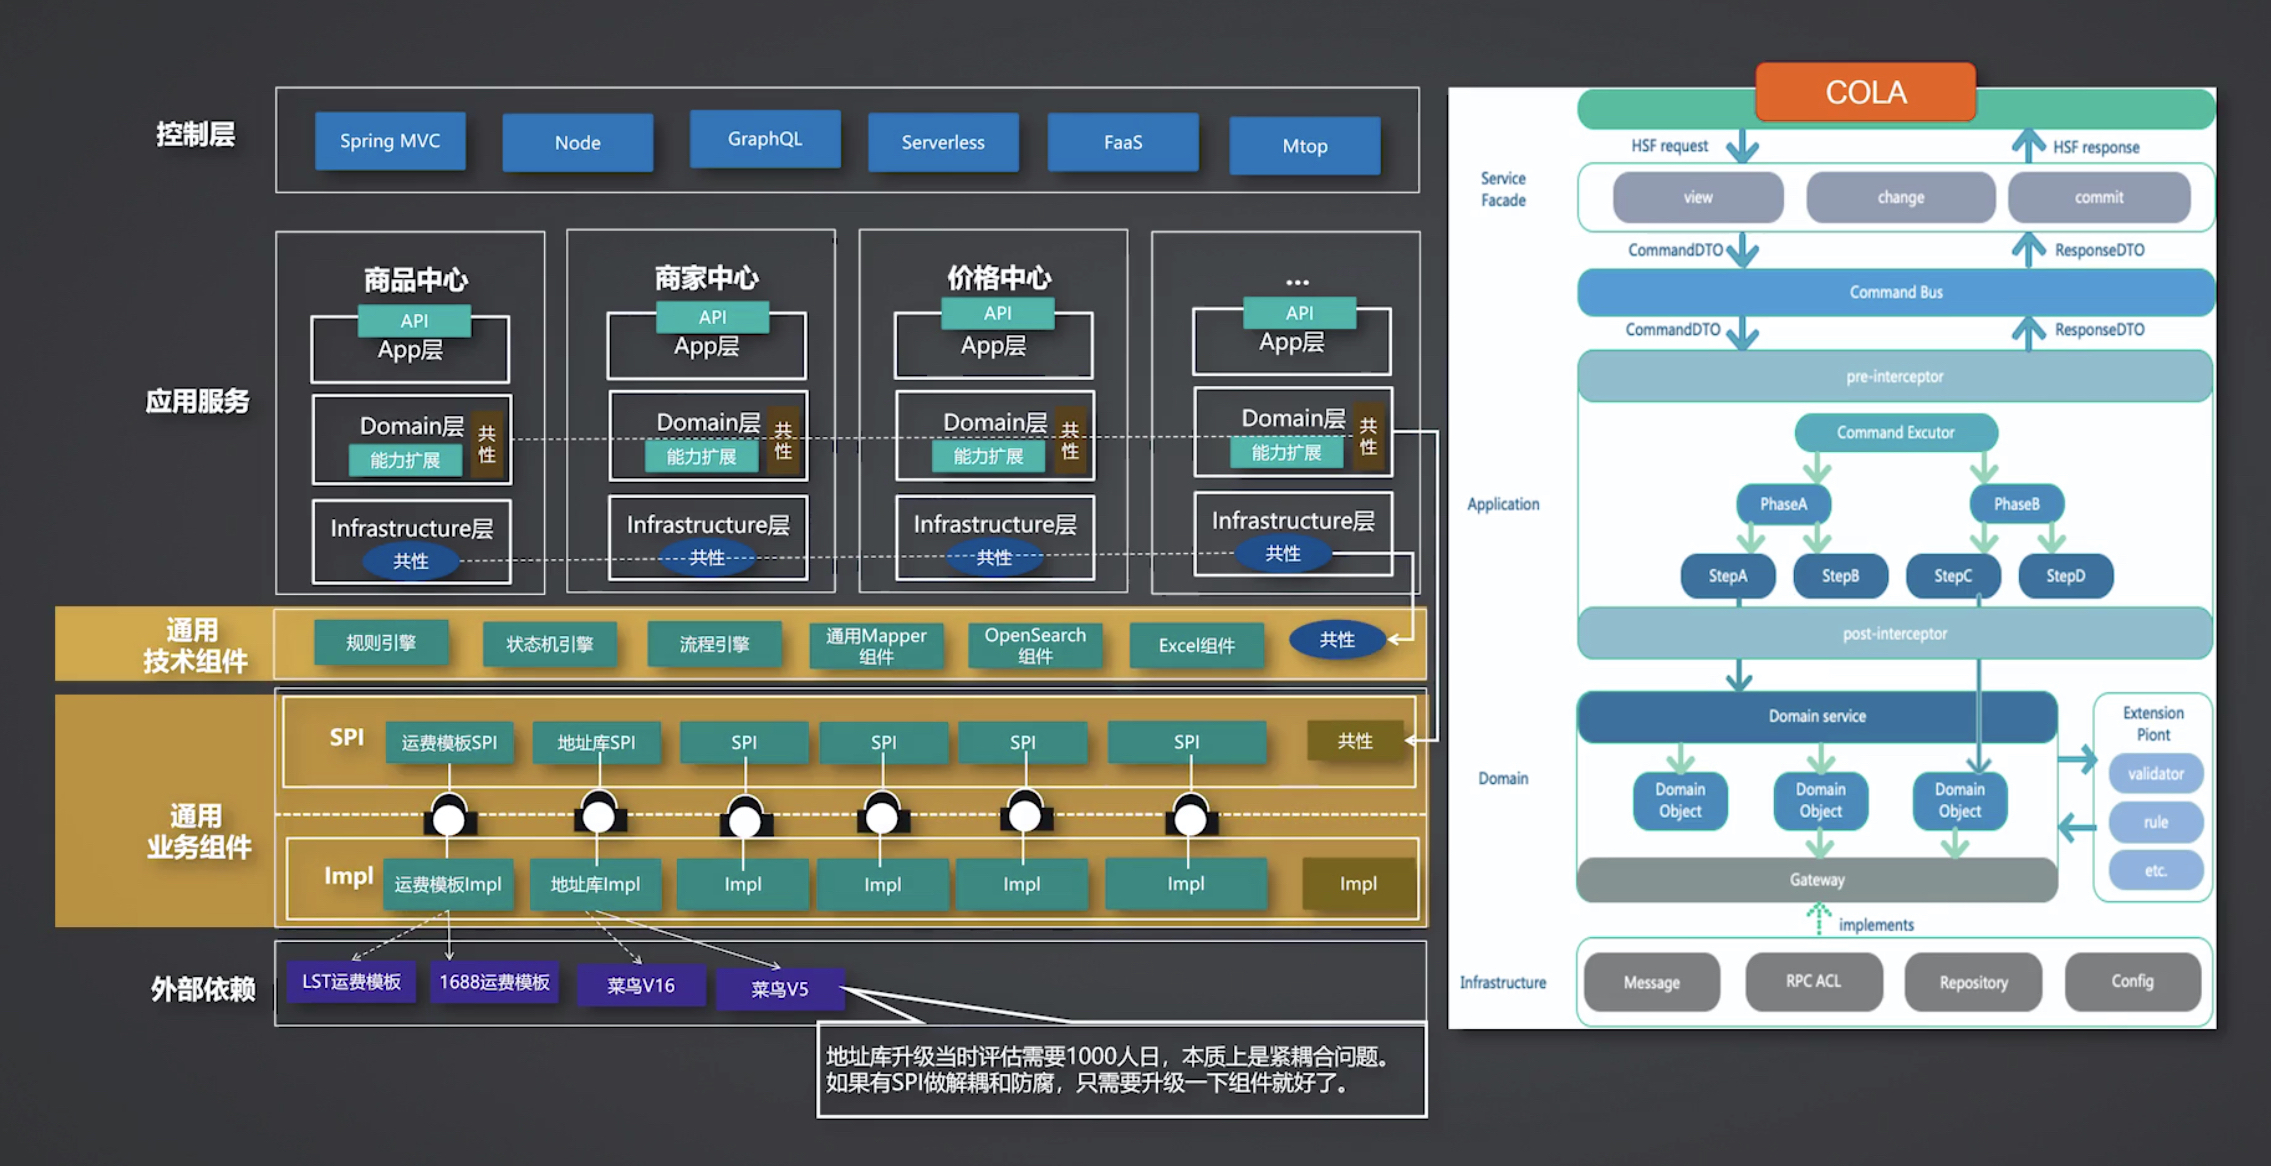 控制层
Spring MVC
Node
GraphQL
Serverless
FaaS
Mtop
应用服务
商品中心
API
App层
Domain层
能力扩展
共
性
Infrastructure层
共性
商家中心
API
App层
Domain层
能力扩展
共
性
Infrastructure层
共性
价格中心
API
App层
Domain层
能力扩展
共
性
Infrastructure层
共性
...
API
App层
Domain层
能力扩展
共
性
Infrastructure层
共性
通用
技术组件
规则引擎
状态机引擎
流程引擎
通用Mapper
组件
OpenSearch
组件
Excel组件
共性
通用
业务组件
SPI
运费模板SPI
地址库SPI
SPI
SPI
SPI
SPI
共性
Impl
运费模板Impl
地址库Impl
Impl
Impl
Impl
Impl
Impl
外部依赖
LST运费模板
1688运费模板
菜鸟V16
菜鸟V5
地址库升级当时评估需要1000人日，本质上是紧耦合问题。
如果有SPI做解耦和防腐，只需要升级一下组件就好了。
COLA
HSF request
HSF response
Service
Facade
view
change
commit
CommandDTO
ResponseDTO
Command Bus
CommandDTO
ResponseDTO
pre-interceptor
Application
Command Excutor
PhaseA
PhaseB
StepA
StepB
StepC
StepD
post-interceptor
Domain
Domain service
Domain
Object
Domain
Object
Domain
Object
Gateway
Extension
Piont
validator
rule
etc.
implements
Infrastructure
Message
RPC ACL
Repository
Config